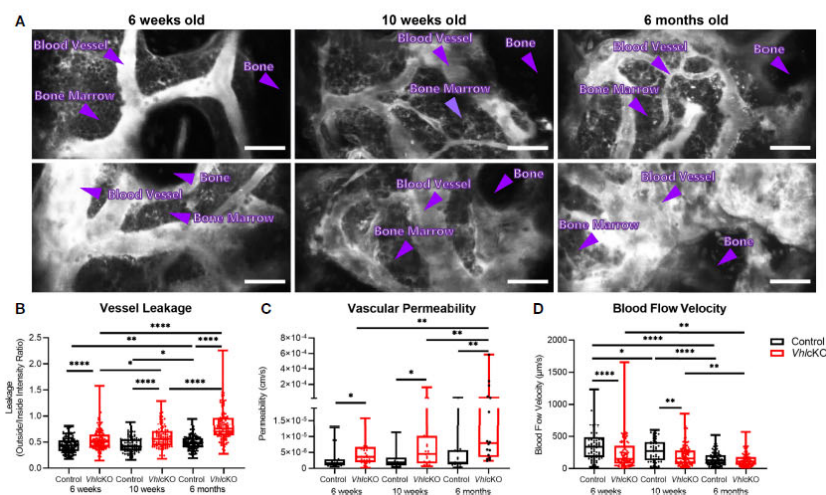 6 weeks old 10 weeks old 6 months old
A
Blood Vessel Bone Bone Marrow
Blood Vessel Bone Bone Marrow
Blood Vessel Bone Bone Marrow
Bone Blood Vessel Bone Marrow
Blood Vessel Bone Bone Marrow
Blood Vessel Bone Marrow Bone
B Vessel Leakage
Leakage
(Outside/Inside Intensity Ratio)
2.5
2.0
1.5
1.0
0.5
0.0
****
** ****
* *
**** **** ****
Control VhlcKO Control VhlcKO Control VhlcKO
6 weeks 10 weeks 6 months
C Vascular Permeability
Permeability (cm/s)
8×10⁻⁴
6×10⁻⁴
4×10⁻⁴
2×10⁻⁴
1.5×10⁻⁵
1×10⁻⁵
5×10⁻⁶
0
**
**
* * **
Control VhlcKO Control VhlcKO Control VhlcKO
6 weeks 10 weeks 6 months
D Blood Flow Velocity
Blood Flow Velocity (µm/s)
2000
1500
1000
500
0
**
****
* ****
**** **
**
Control VhlcKO Control VhlcKO Control VhlcKO
6 weeks 10 weeks 6 months
Control
VhlcKO